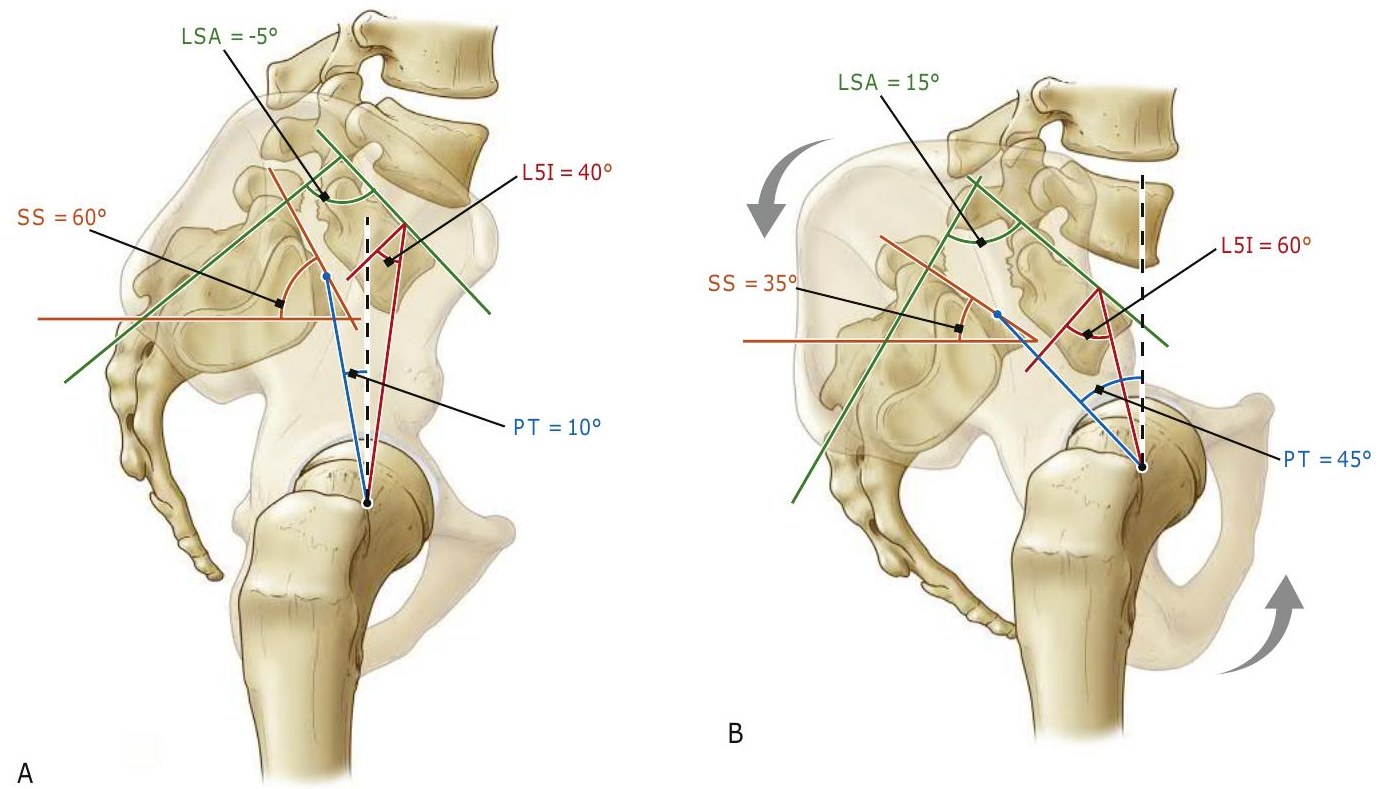 LSA = -5°
L5I = 40°
SS = 60°
PT = 10°
A
LSA = 15°
L5I = 60°
SS = 35°
PT = 45°
B